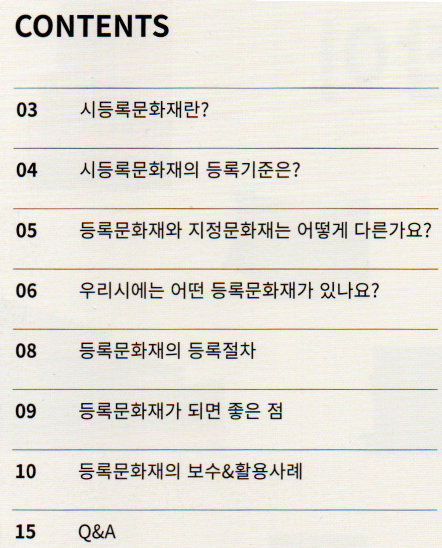 CONTENTS
03 시등록문화재란?
04 시등록문화재의 등록기준은?
05 등록문화재와 지정문화재는 어떻게 다른가요?
06 우리시에는 어떤 등록문화재가 있나요?
08 등록문화재의 등록절차
09 등록문화재가 되면 좋은 점
10 등록문화재의 보수&활용사례
15 Q&A